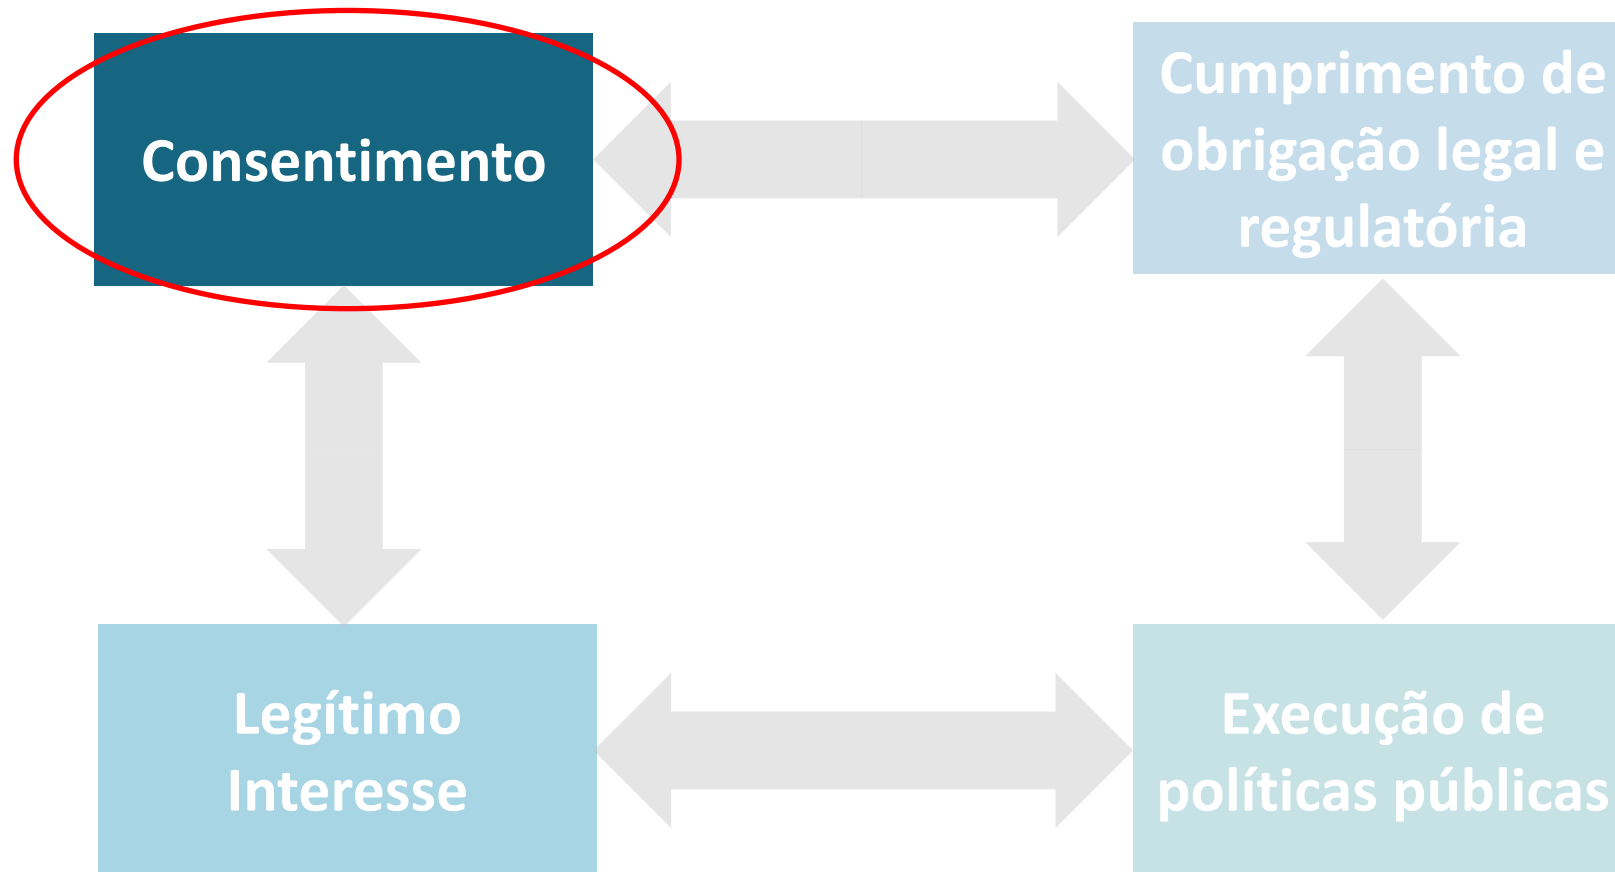 Consentimento
Cumprimento de
obrigação legal e
regulatória
Legítimo
Interesse
Execução de
políticas públicas